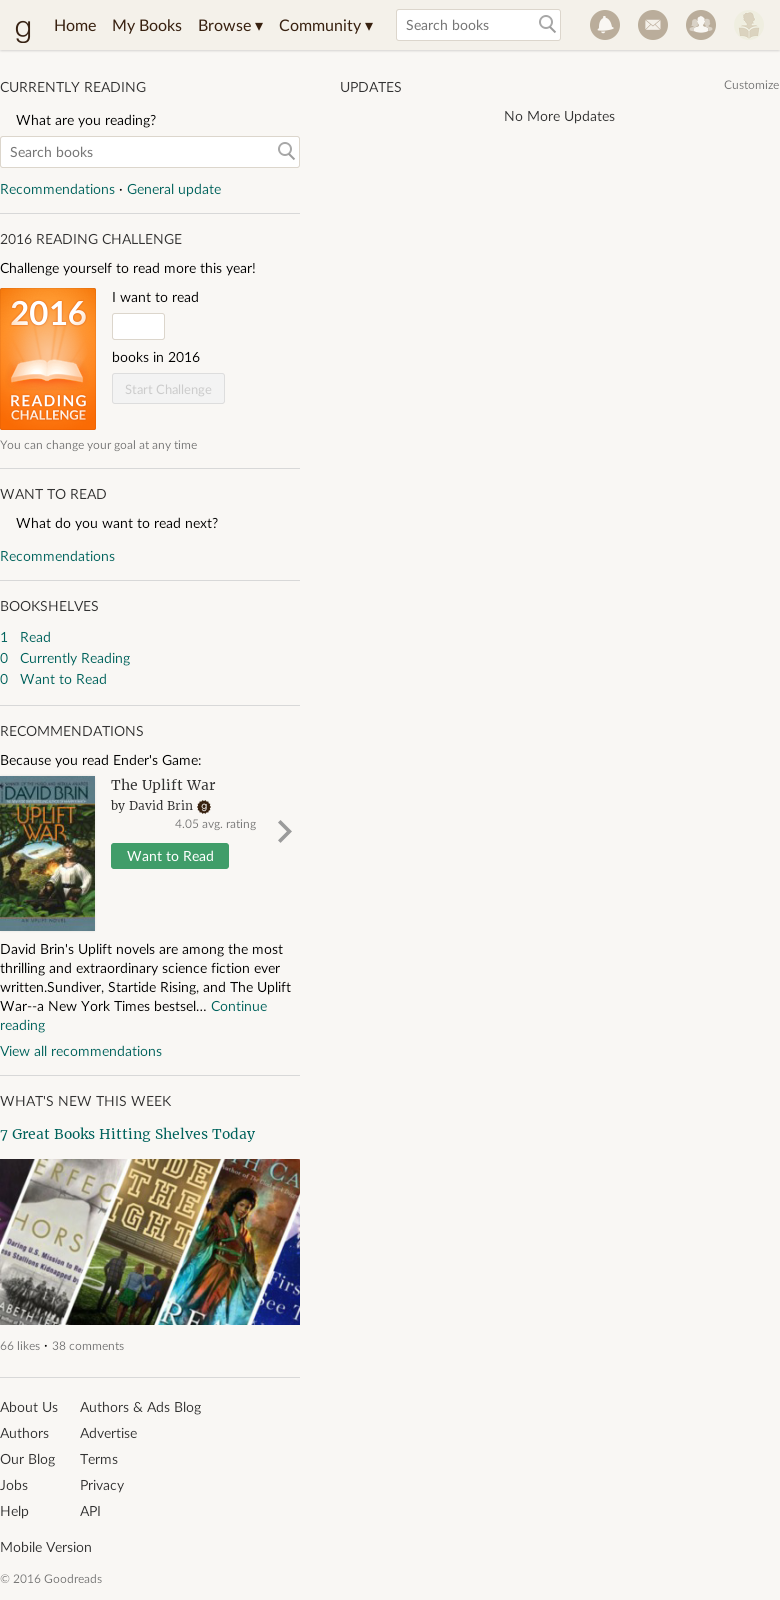 g Home My Books Browse ▾ Community ▾ Search books
CURRENTLY READING
What are you reading?
Search books
Recommendations · General update
2016 READING CHALLENGE
Challenge yourself to read more this year!
2016
READING
CHALLENGE
I want to read
books in 2016
Start Challenge
You can change your goal at any time
WANT TO READ
What do you want to read next?
Recommendations
BOOKSHELVES
1 Read
0 Currently Reading
0 Want to Read
RECOMMENDATIONS
Because you read Ender's Game:
DAVID BRIN
UPLIFT
WAR
AN UPLIFT NOVEL
The Uplift War
by David Brin g
4.05 avg. rating
Want to Read
David Brin's Uplift novels are among the most
thrilling and extraordinary science fiction ever
written.Sundiver, Startide Rising, and The Uplift
War--a New York Times bestsel... Continue
reading
View all recommendations
WHAT'S NEW THIS WEEK
7 Great Books Hitting Shelves Today
THE
66 likes · 38 comments
About Us Authors & Ads Blog
Authors Advertise
Our Blog Terms
Jobs Privacy
Help API
Mobile Version
© 2016 Goodreads
UPDATES
Customize
No More Updates